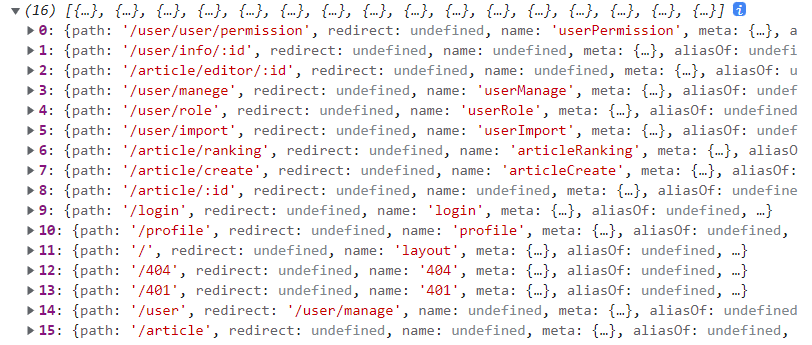 (16) [{…}, {…}, {…}, {…}, {…}, {…}, {…}, {…}, {…}, {…}, {…}, {…}, {…}, {…}, {…}, {…}] i
0: {path: '/user/user/permission', redirect: undefined, name: 'userPermission', meta: {…}, a
1: {path: '/user/info/:id', redirect: undefined, name: undefined, meta: {…}, aliasOf: undefi
2: {path: '/article/editor/:id', redirect: undefined, name: undefined, meta: {…}, aliasOf: u
3: {path: '/user/manege', redirect: undefined, name: 'userManage', meta: {…}, aliasOf: undef
4: {path: '/user/role', redirect: undefined, name: 'userRole', meta: {…}, aliasOf: undefined
5: {path: '/user/import', redirect: undefined, name: 'userImport', meta: {…}, aliasOf: undef
6: {path: '/article/ranking', redirect: undefined, name: 'articleRanking', meta: {…}, aliasO
7: {path: '/article/create', redirect: undefined, name: 'articleCreate', meta: {…}, aliasOf:
8: {path: '/article/:id', redirect: undefined, name: undefined, meta: {…}, aliasOf: undefine
9: {path: '/login', redirect: undefined, name: 'login', meta: {…}, aliasOf: undefined, …}
10: {path: '/profile', redirect: undefined, name: 'profile', meta: {…}, aliasOf: undefined,
11: {path: '/', redirect: undefined, name: 'layout', meta: {…}, aliasOf: undefined, …}
12: {path: '/404', redirect: undefined, name: '404', meta: {…}, aliasOf: undefined, …}
13: {path: '/401', redirect: undefined, name: '401', meta: {…}, aliasOf: undefined, …}
14: {path: '/user', redirect: '/user/manage', name: undefined, meta: {…}, aliasOf: undefined
15: {path: '/article', redirect: undefined, name: undefined, meta: {…}, aliasOf: undefined,